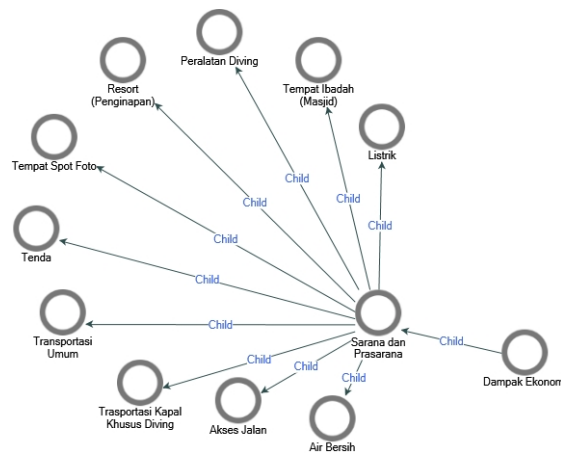 Peralatan Diving
Resort
(Penginapan)
Tempat Ibadah
(Masjid)
Listrik
Tempat Spot Foto
Child
Child
Child
Child
Child
Tenda
Child
Transportasi
Umum
Child
Sarana dan
Prasarana
Child
Dampak Ekonom
Child
Child
Child
Trasportasi Kapal
Khusus Diving
Akses Jalan
Air Bersih